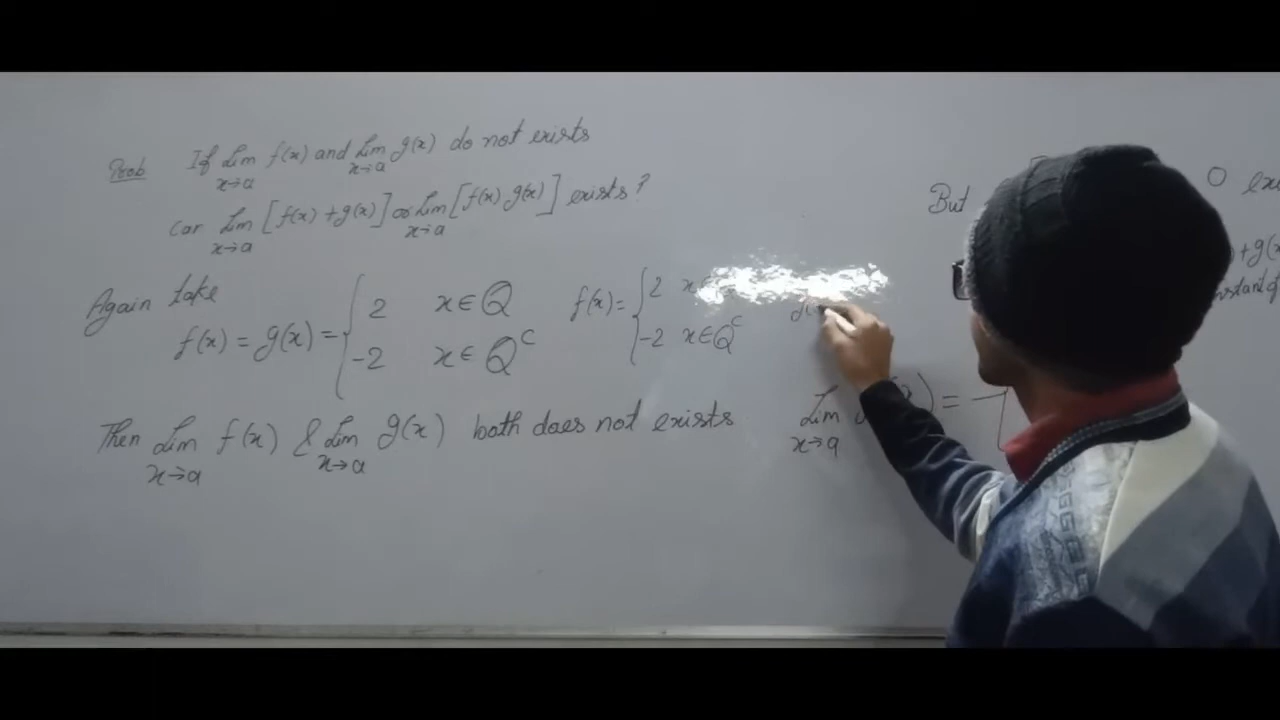 Prob If Lim x→a f(x) and Lim x→a g(x) do not exists
Can Lim x→a [f(x) + g(x)] or Lim x→a [f(x) g(x)] exists?
Again take
f(x) = g(x) = { 2 x ∈ Q
-2 x ∈ Q^c
f(x) = { 2 x
-2 x ∈ Q^c
Then Lim x→a f(x) & Lim x→a g(x) both does not exists
Lim x→a
But
0
+g(x